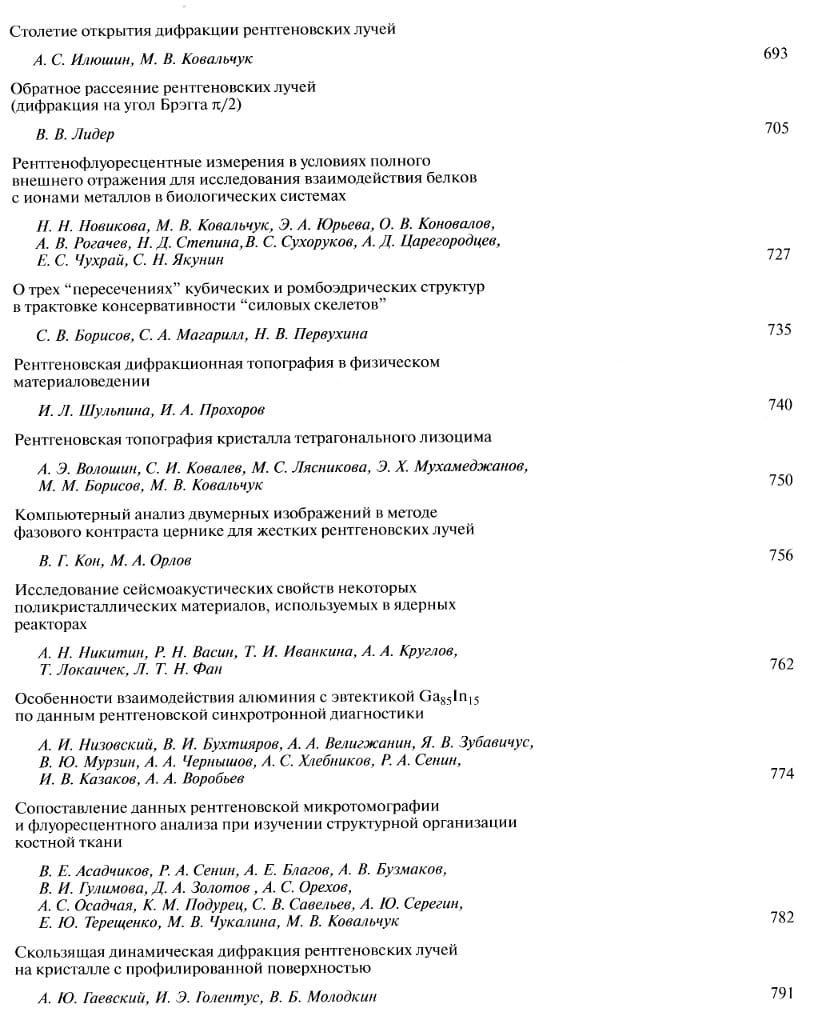 Столетие открытия дифракции рентгеновских лучей
А. С. Илюшин, М. В. Ковальчук 693
Обратное рассеяние рентгеновских лучей
(дифракция на угол Брэгга π/2)
В. В. Лидер 705
Рентгенофлуоресцентные измерения в условиях полного
внешнего отражения для исследования взаимодействия белков
с ионами металлов в биологических системах
Н. Н. Новикова, М. В. Ковальчук, Э. А. Юрьева, О. В. Коновалов,
А. В. Рогачев, Н. Д. Степина, В. С. Сухоруков, А. Д. Царегородцев,
Е. С. Чухрай, С. Н. Якунин 727
О трех “пересечениях” кубических и ромбоэдрических структур
в трактовке консервативности “силовых скелетов”
С. В. Борисов, С. А. Магарилл, Н. В. Первухина 735
Рентгеновская дифракционная топография в физическом
материаловедении
И. Л. Шульпина, И. А. Прохоров 740
Рентгеновская топография кристалла тетрагонального лизоцима
А. Э. Волошин, С. И. Ковалев, М. С. Лясникова, Э. Х. Мухамеджанов,
М. М. Борисов, М. В. Ковальчук 750
Компьютерный анализ двумерных изображений в методе
фазового контраста цернике для жестких рентгеновских лучей
В. Г. Кон, М. А. Орлов 756
Исследование сейсмоакустических свойств некоторых
поликристаллических материалов, используемых в ядерных
реакторах
А. Н. Никитин, Р. Н. Васин, Т. И. Иванкина, А. А. Круглов,
Т. Локаичек, Л. Т. Н. Фан 762
Особенности взаимодействия алюминия с эвтектикой Ga₈₅In₁₅
по данным рентгеновской синхротронной диагностики
А. И. Низовский, В. И. Бухтияров, А. А. Велигжанин, Я. В. Зубавичус,
В. Ю. Мурзин, А. А. Чернышов, А. С. Хлебников, Р. А. Сенин,
И. В. Казаков, А. А. Воробьев 774
Сопоставление данных рентгеновской микротомографии
и флуоресцентного анализа при изучении структурной организации
костной ткани
В. Е. Асадчиков, Р. А. Сенин, А. Е. Благов, А. В. Бузмаков,
В. И. Гулимова, Д. А. Золотов , А. С. Орехов,
А. С. Осадчая, К. М. Подурец, С. В. Савельев, А. Ю. Серегин,
Е. Ю. Терещенко, М. В. Чукалина, М. В. Ковальчук 782
Скользящая динамическая дифракция рентгеновских лучей
на кристалле с профилированной поверхностью
А. Ю. Гаевский, И. Э. Голентус, В. Б. Молодкин 791